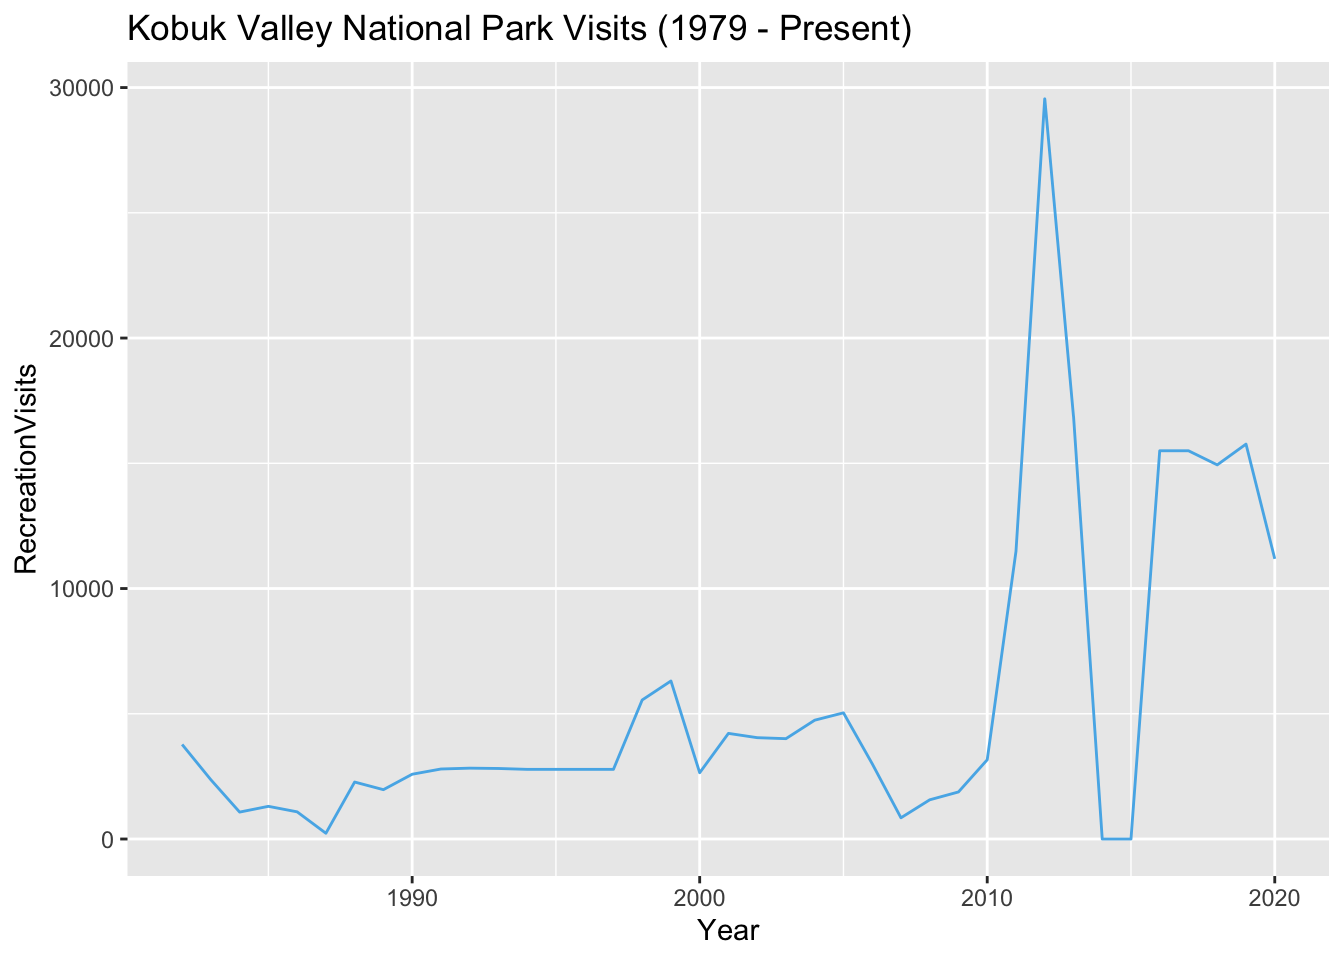 Kobuk Valley National Park Visits (1979 - Present)
30000
20000
10000
0
RecreationVisits
1990
2000
2010
2020
Year